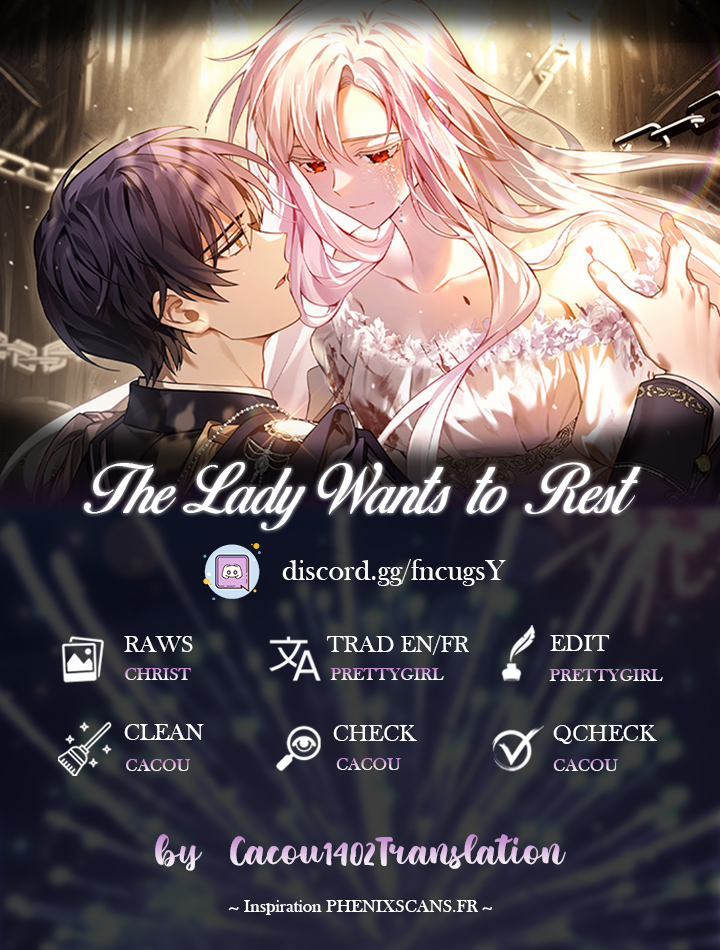 The Lady Wants to Rest
discord.gg/fncugsY
RAWS
CHRIST
TRAD EN/FR
PRETTYGIRL
EDIT
PRETTYGIRL
CLEAN
CACOU
CHECK
CACOU
QCHECK
CACOU
by Cacou1402Translation
~ Inspiration PHENIXSCANS.FR ~